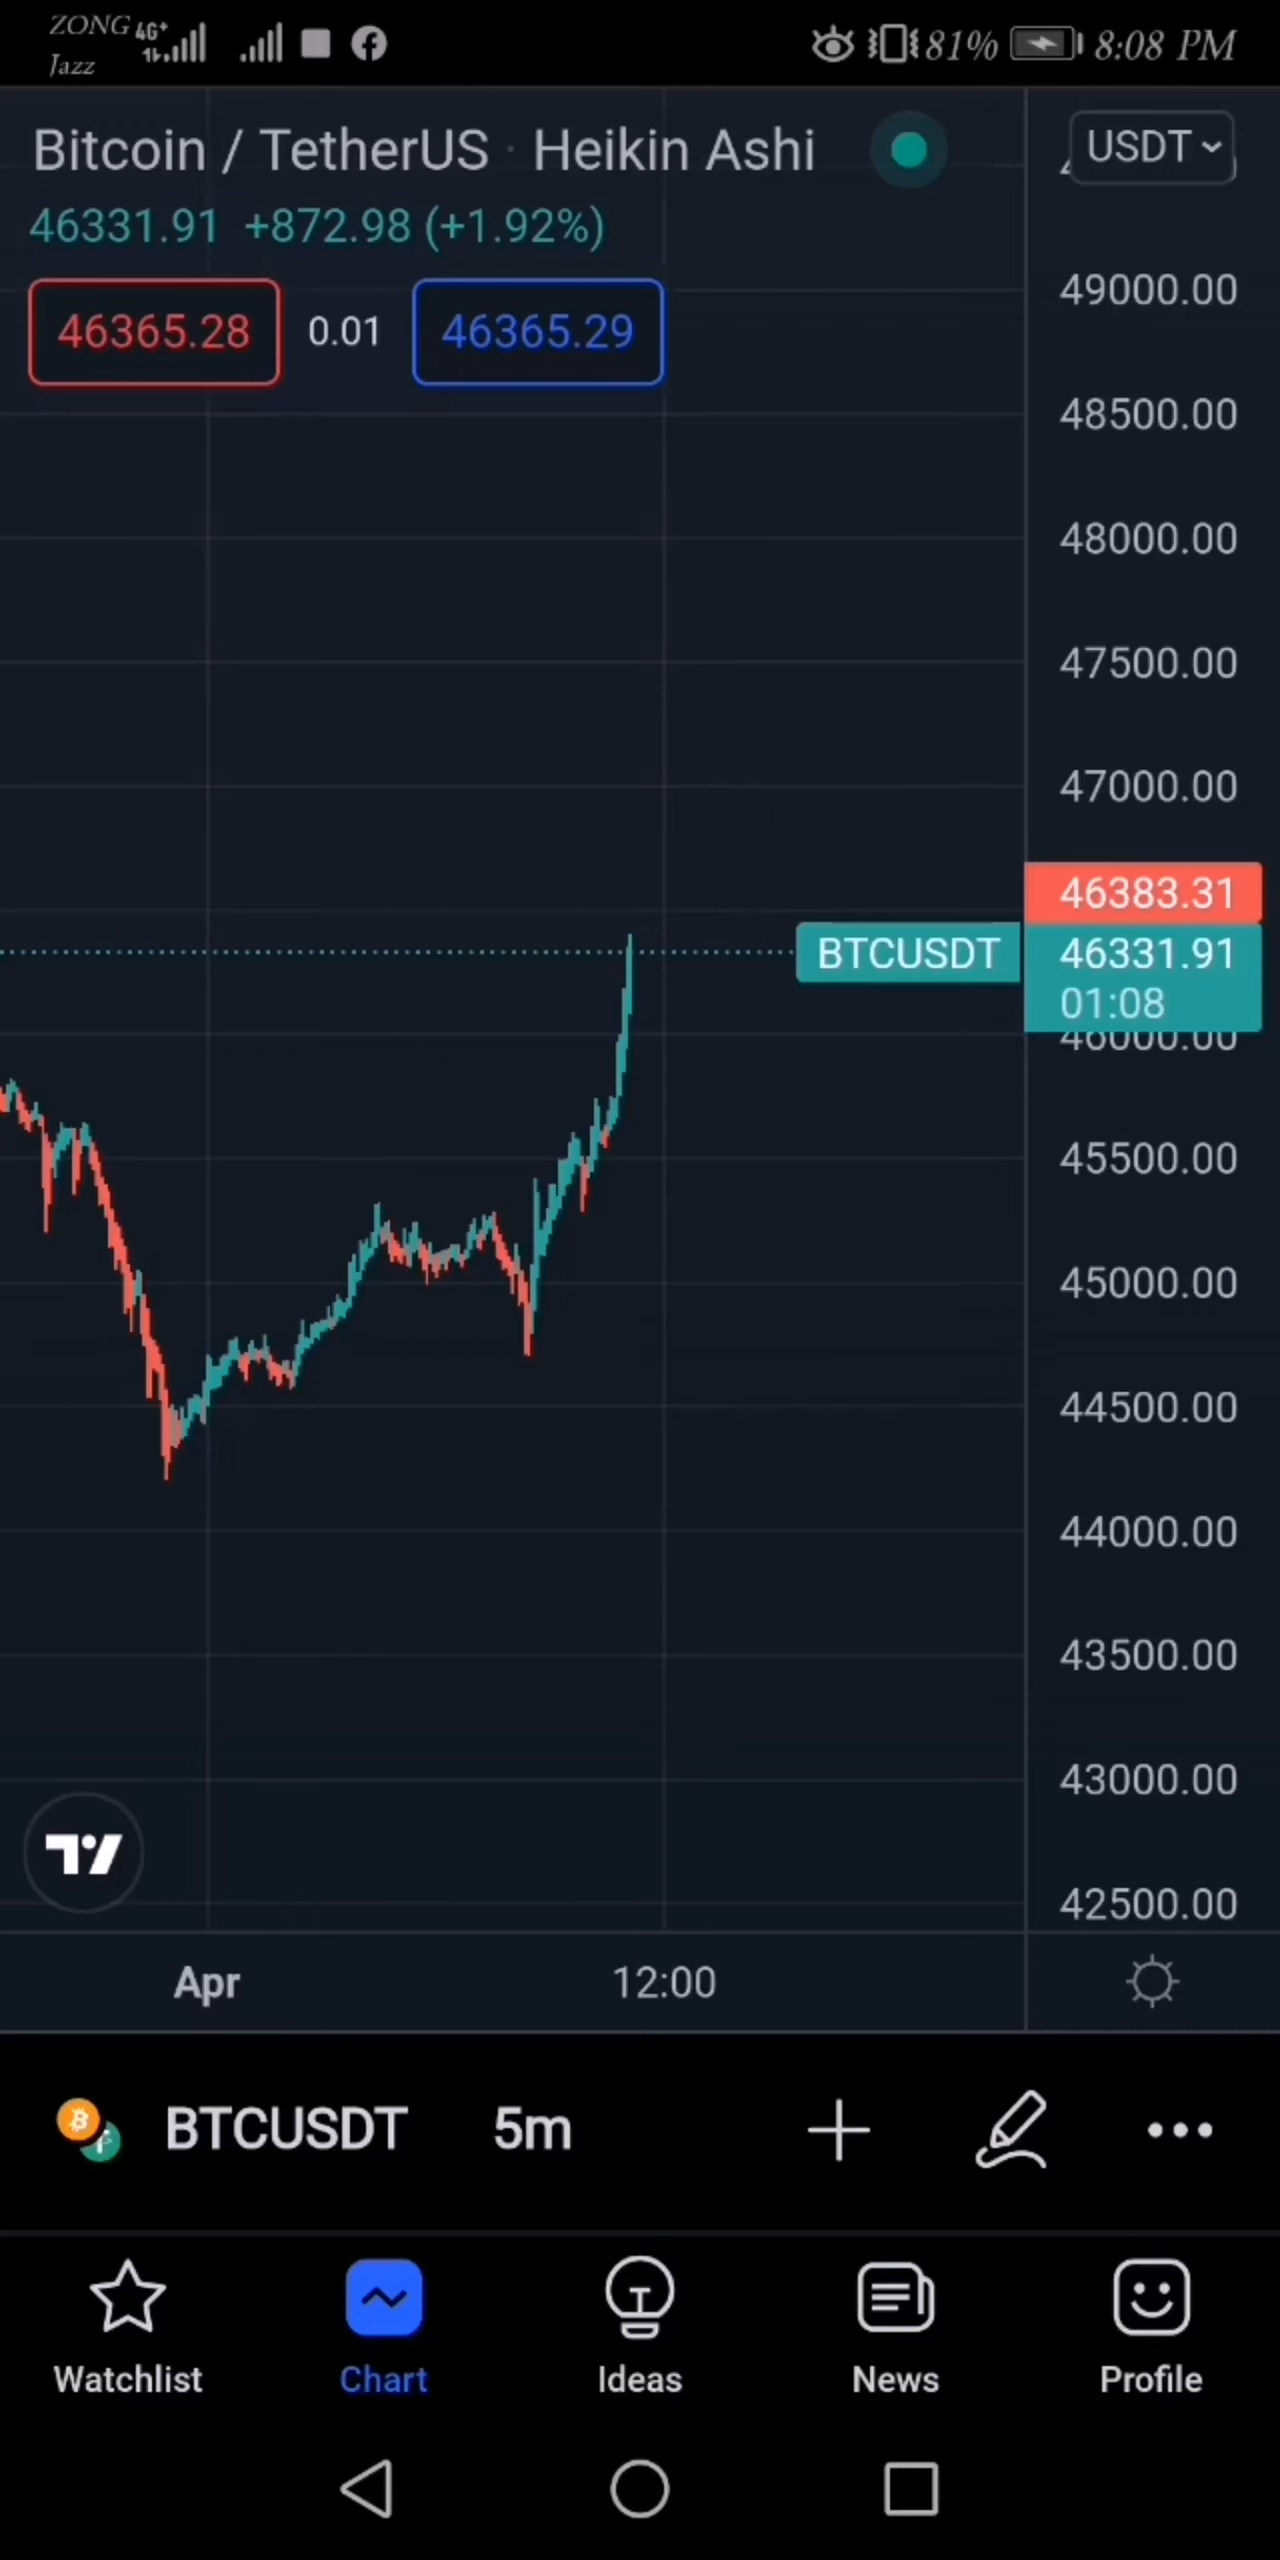 ZONG 4G+ 81% 8:08 PM
Jazz
Bitcoin / TetherUS · Heikin Ashi USDT
46331.91 +872.98 (+1.92%)
46365.28 0.01 46365.29
49000.00
48500.00
48000.00
47500.00
47000.00
46383.31
BTCUSDT 46331.91
01:08
46000.00
45500.00
45000.00
44500.00
44000.00
43500.00
43000.00
42500.00
Apr 12:00
BTCUSDT 5m
Watchlist Chart Ideas News Profile